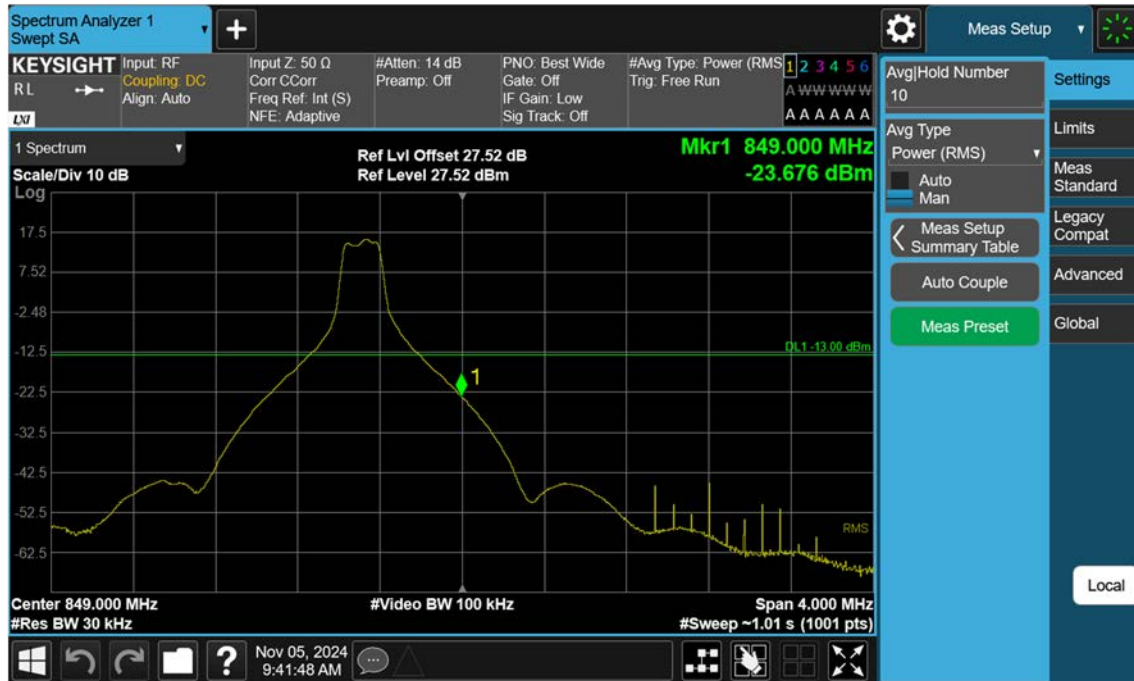 Spectrum Analyzer 1
Swept SA
+
Meas Setup
KEYSIGHT
R L
LXI
Input: RF
Coupling: DC
Align: Auto
Input Z: 50 Ω
Corr CCorr
Freq Ref: Int (S)
NFE: Adaptive
#Atten: 14 dB
Preamp: Off
PNO: Best Wide
Gate: Off
IF Gain: Low
Sig Track: Off
#Avg Type: Power (RMS
Trig: Free Run
1 2 3 4 5 6
A W W W W W
A A A A A A
1 Spectrum
Scale/Div 10 dB
Log
Ref Lvl Offset 27.52 dB
Ref Level 27.52 dBm
Mkr1 849.000 MHz
-23.676 dBm
17.5
7.52
-2.48
-12.5
-22.5
-32.5
-42.5
-52.5
-62.5
DL1 -13.00 dBm
1
RMS
Center 849.000 MHz
#Res BW 30 kHz
#Video BW 100 kHz
Span 4.000 MHz
#Sweep ~1.01 s (1001 pts)
Avg|Hold Number
10
Avg Type
Power (RMS)
Auto
Man
Meas Setup
Summary Table
Auto Couple
Meas Preset
Settings
Limits
Meas
Standard
Legacy
Compat
Advanced
Global
Local
?
Nov 05, 2024
9:41:48 AM